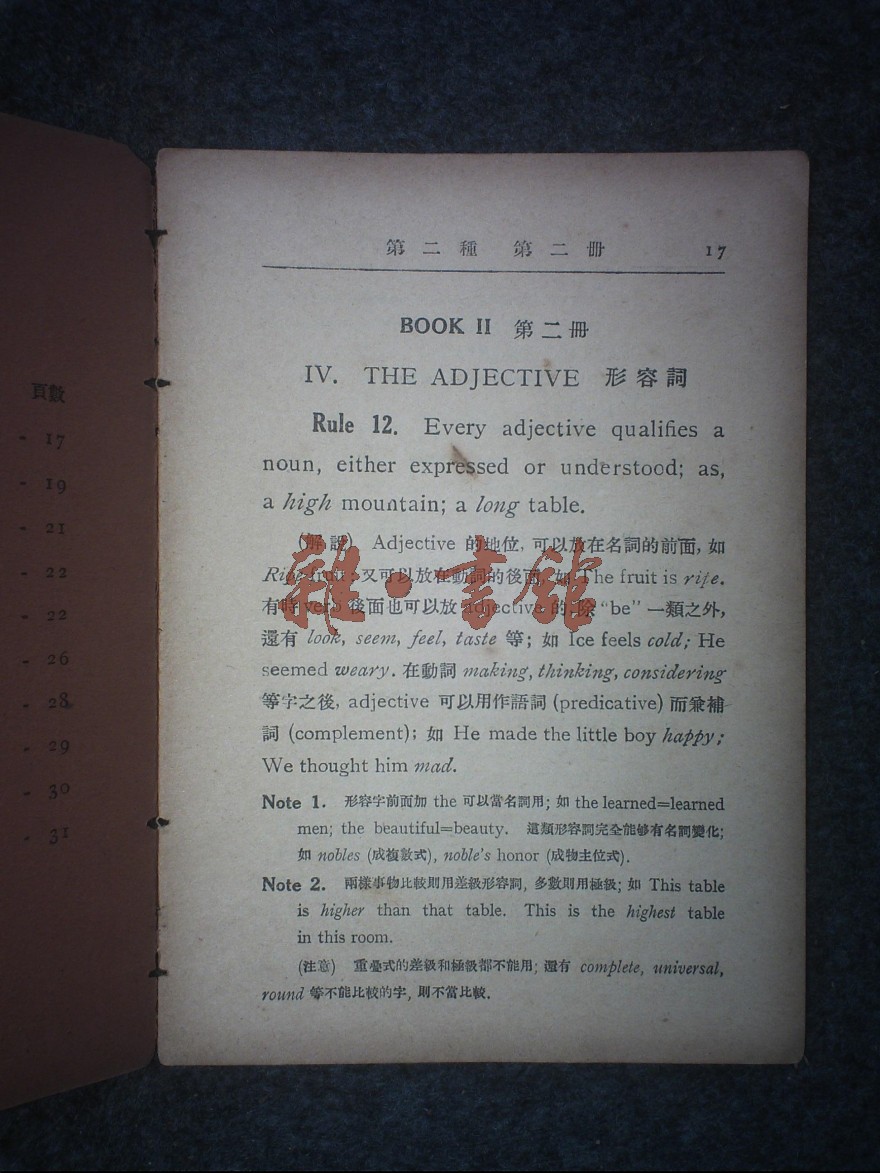 頁數
- 17
- 19
- 21
- 22
- 22
- 26
- 28
- 29
- 30
- 31
第二種 第二冊 17
BOOK II 第二冊
IV. THE ADJECTIVE 形容詞
Rule 12. Every adjective qualifies a
noun, either expressed or understood; as,
a high mountain; a long table.
(解說) Adjective 的地位, 可以放在名詞的前面, 如
Ripe fruit; 又可以放在動詞的後面, 如 The fruit is ripe.
有時 verb 後面也可以放 adjective 的, 除 "be" 一類之外,
還有 look, seem, feel, taste 等; 如 Ice feels cold; He
seemed weary. 在動詞 making, thinking, considering
等字之後, adjective 可以用作語詞 (predicative) 而兼補
詞 (complement); 如 He made the little boy happy;
We thought him mad.
Note 1. 形容字前面加 the 可以當名詞用; 如 the learned=learned
men; the beautiful=beauty. 這類形容詞完全能够有名詞變化;
如 nobles (成複數式), noble's honor (成物主位式).
Note 2. 兩樣事物比較則用差級形容詞, 多數則用極級; 如 This table
is higher than that table. This is the highest table
in this room.
(注意) 重疊式的差級和極級都不能用; 還有 complete, universal,
round 等不能比較的字, 則不當比較.
雜·書館